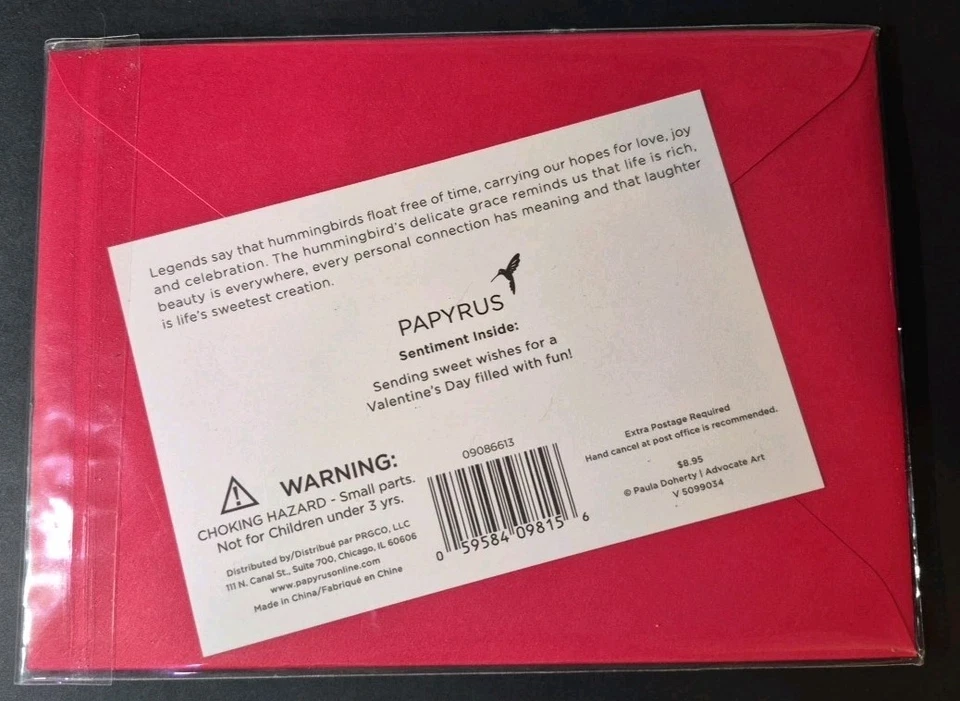 Legends say that hummingbirds float free of time, carrying our hopes for love, joy
and celebration. The hummingbird's delicate grace reminds us that life is rich,
beauty is everywhere, every personal connection has meaning and that laughter
is life's sweetest creation.
PAPYRUS
Sentiment Inside:
Sending sweet wishes for a
Valentine's Day filled with fun!
WARNING:
CHOKING HAZARD - Small parts.
Not for Children under 3 yrs.
Distributed by/Distribué par PRGCO, LLC
111 N. Canal St., Suite 700, Chicago, IL 60606
www.papyrusonline.com
Made in China/Fabriqué en Chine
09086613
0 59584 09815 6
Extra Postage Required
Hand cancel at post office is recommended.
$8.95
© Paula Doherty | Advocate Art
V 5099034